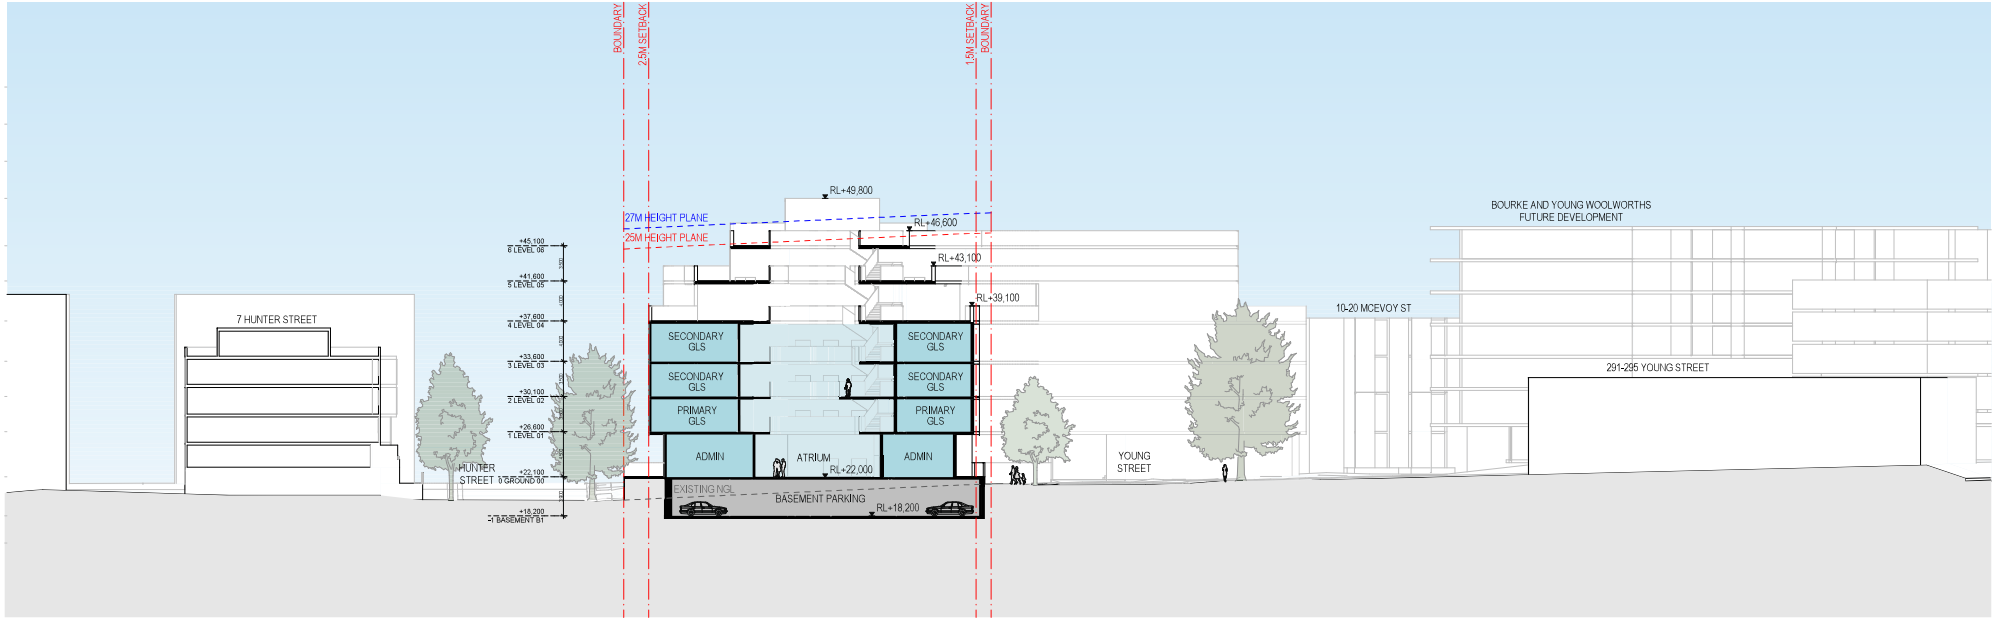 BOUNDARY
2.5M SETBACK
1.5M SETBACK
BOUNDARY
RL+49,800
27M HEIGHT PLANE
RL+46,600
25M HEIGHT PLANE
+45,100
6 LEVEL 06
RL+43,100
+41,600
5 LEVEL 05
RL+39,100
+37,600
4 LEVEL 04
+33,600
3 LEVEL 03
+30,100
2 LEVEL 02
+26,600
1 LEVEL 01
+22,100
0 GROUND 00
+18,200
-1 BASEMENT B1
7 HUNTER STREET
HUNTER
STREET
SECONDARY
GLS
SECONDARY
GLS
SECONDARY
GLS
SECONDARY
GLS
PRIMARY
GLS
PRIMARY
GLS
ADMIN
ATRIUM
ADMIN
RL+22,000
EXISTING NGL
BASEMENT PARKING
RL+18,200
YOUNG
STREET
10-20 MCEVOY ST
BOURKE AND YOUNG WOOLWORTHS
FUTURE DEVELOPMENT
291-295 YOUNG STREET